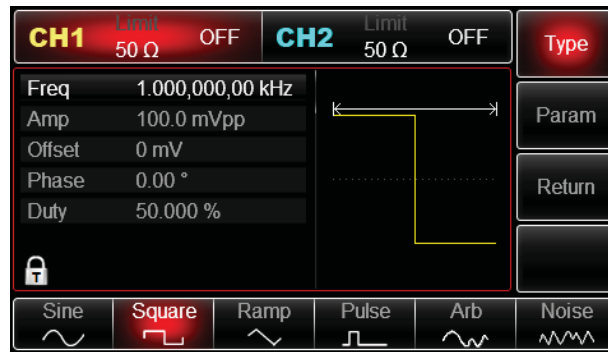 CH1 Limit 50 Ω OFF CH2 Limit 50 Ω OFF Type
Freq 1.000,000,00 kHz
Amp 100.0 mVpp
Offset 0 mV
Phase 0.00 °
Duty 50.000 %
Param
Return
T
Sine Square Ramp Pulse Arb Noise